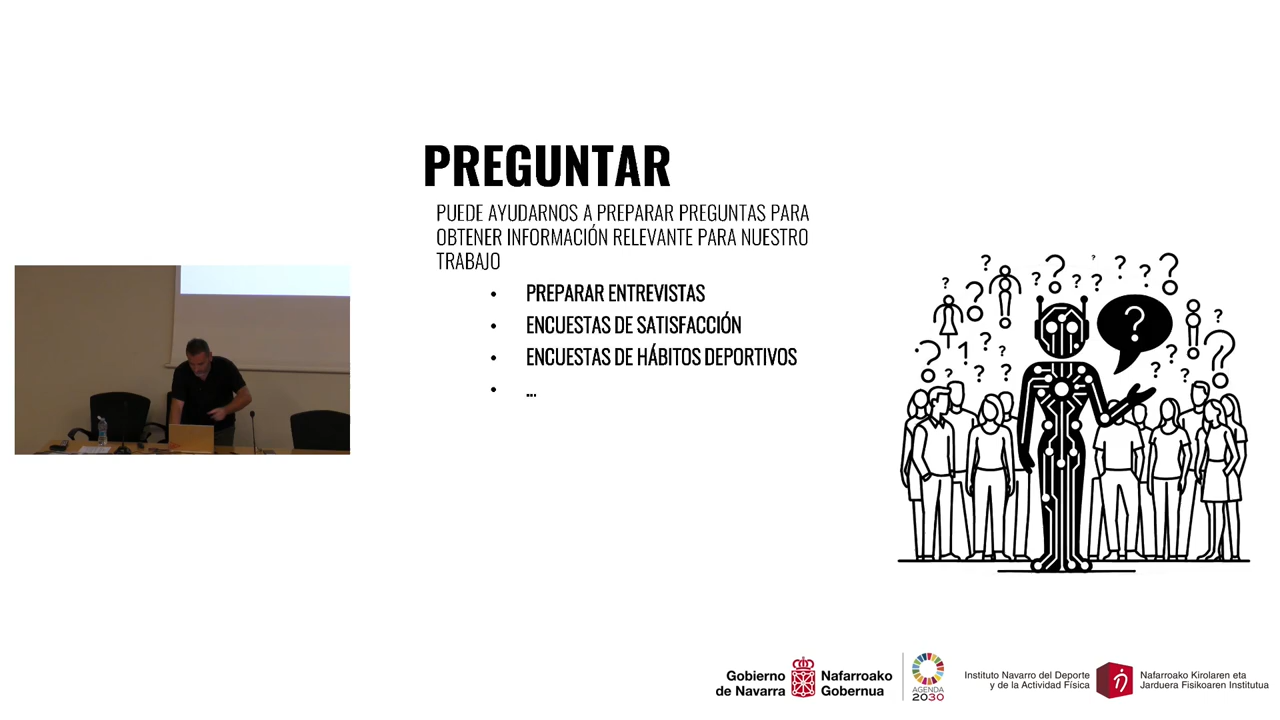 PREGUNTAR
PUEDE AYUDARNOS A PREPARAR PREGUNTAS PARA
OBTENER INFORMACIÓN RELEVANTE PARA NUESTRO
TRABAJO
• PREPARAR ENTREVISTAS
• ENCUESTAS DE SATISFACCIÓN
• ENCUESTAS DE HÁBITOS DEPORTIVOS
• ...
Gobierno
de Navarra
Nafarroako
Gobernua
AGENDA
2030
Instituto Navarro del Deporte
y de la Actividad Física
Nafarroako Kirolaren eta
Jarduera Fisikoaren Institutua